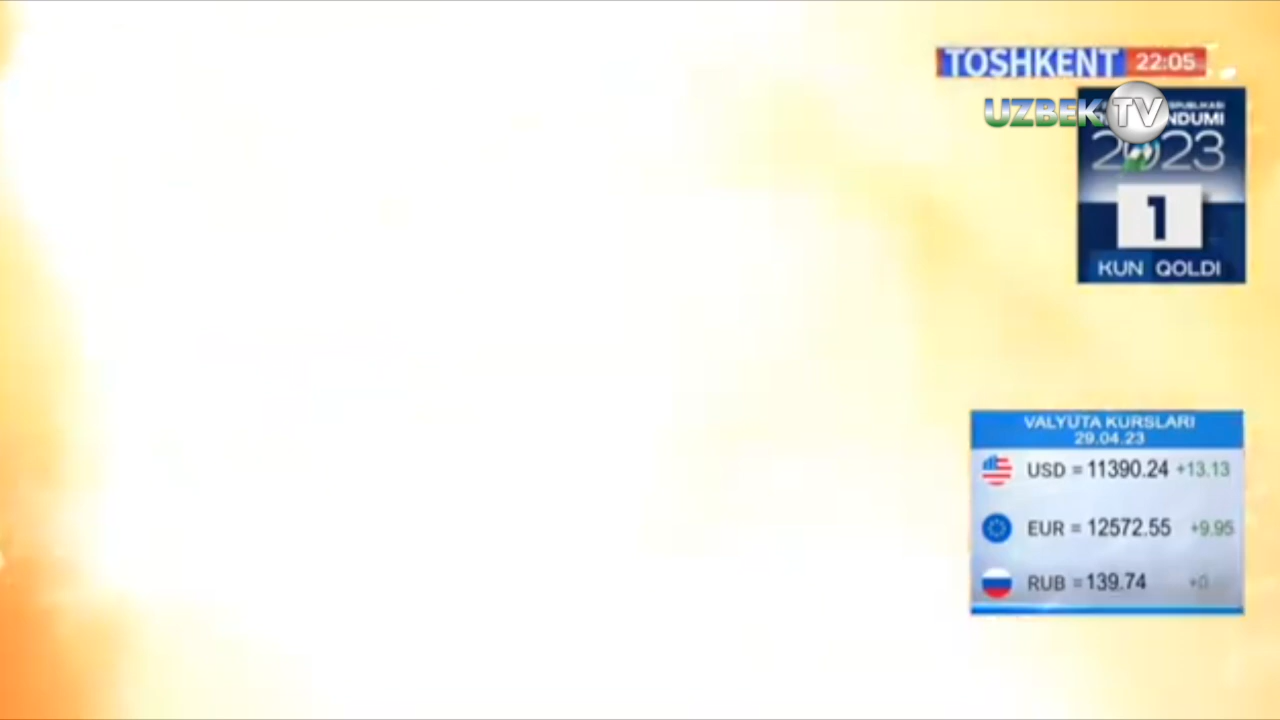 TOSHKENT 22:05
UZBEK TV
2023
1
KUN QOLDI
VALYUTA KURSLARI
29.04.23
USD = 11390.24 +13.13
EUR = 12572.55 +9.95
RUB = 139.74 +0